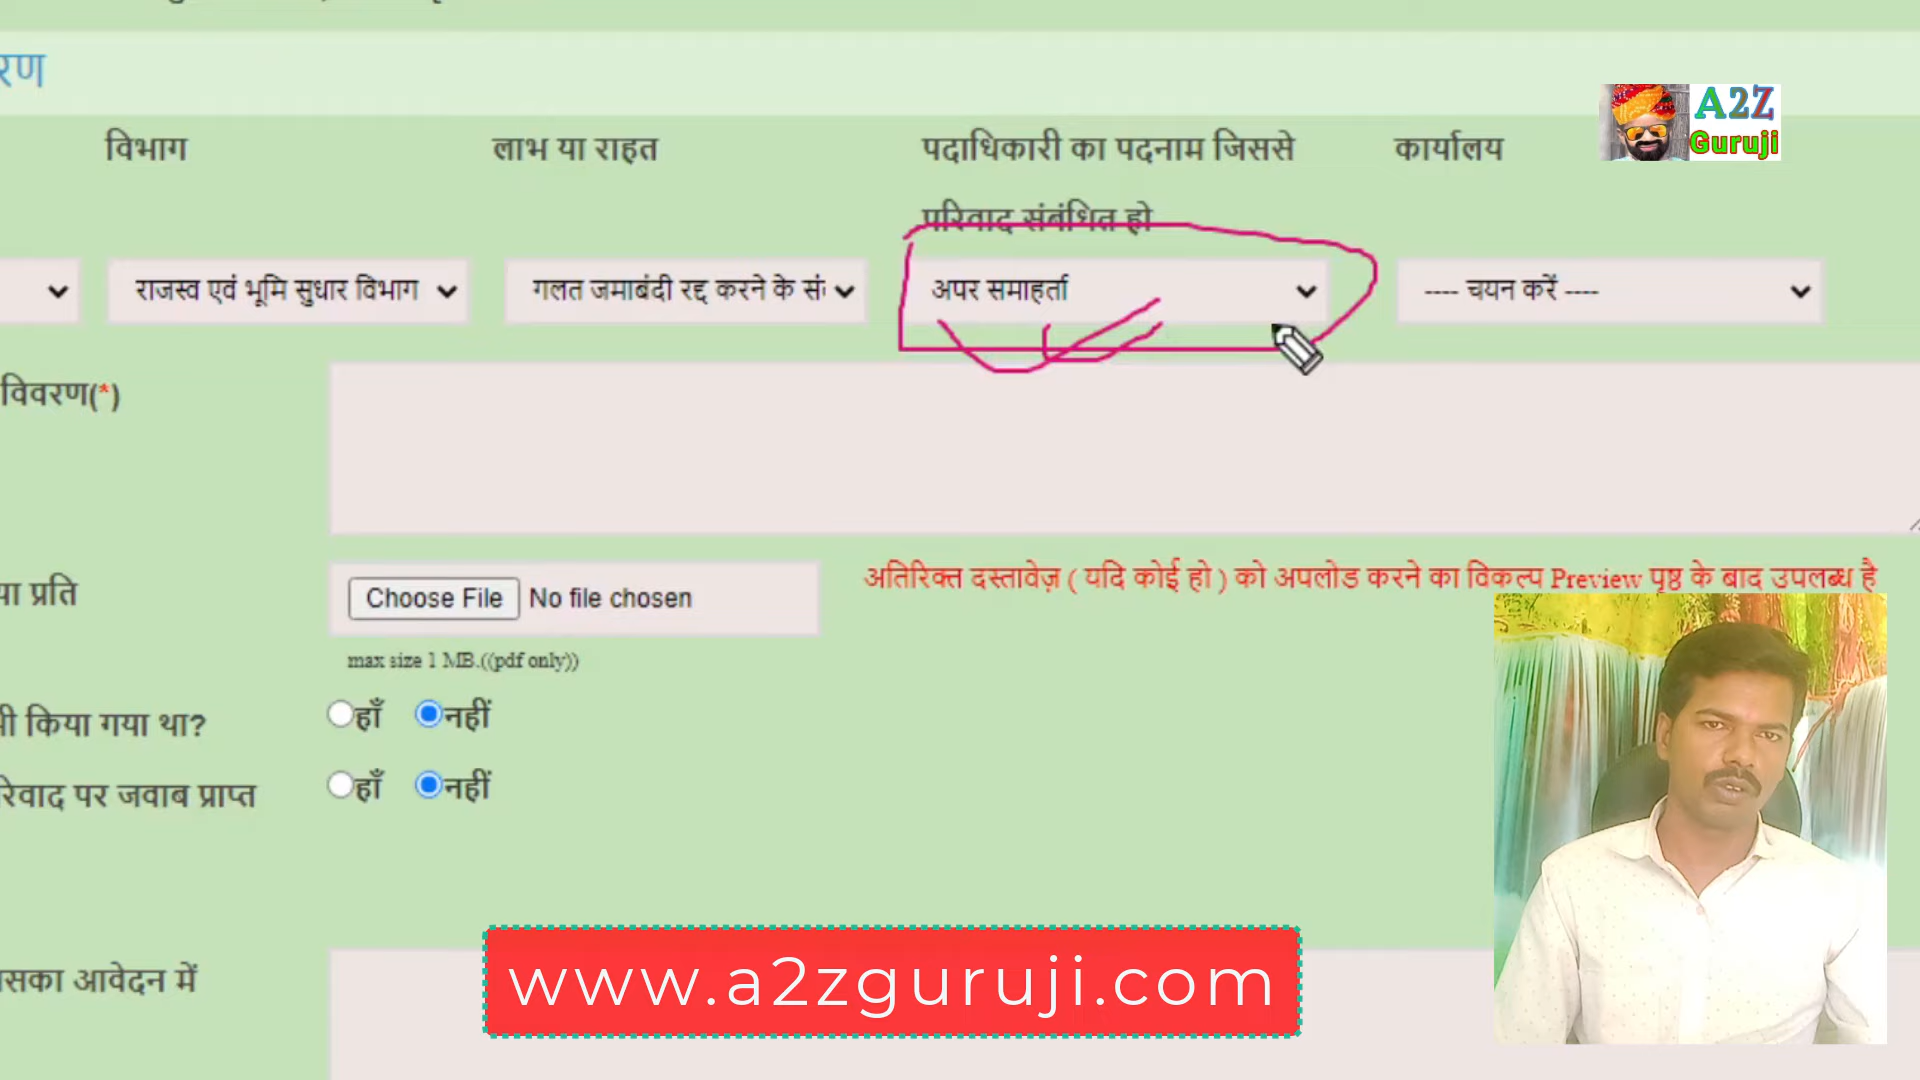 रण
A2Z
Guruji
विभाग
लाभ या राहत
पदाधिकारी का पदनाम जिससे
परिवाद संबंधित हो
कार्यालय
राजस्व एवं भूमि सुधार विभाग
गलत जमाबंदी रद्द करने के सं
अपर समाहर्ता
---- चयन करें ----
विवरण(*)
या प्रति
Choose File No file chosen
अतिरिक्त दस्तावेज़ ( यदि कोई हो ) को अपलोड करने का विकल्प Preview पृष्ठ के बाद उपलब्ध है
max size 1 MB.((pdf only))
भी किया गया था?
हाँ नहीं
रिवाद पर जवाब प्राप्त
हाँ नहीं
सका आवेदन में
www.a2zguruji.com